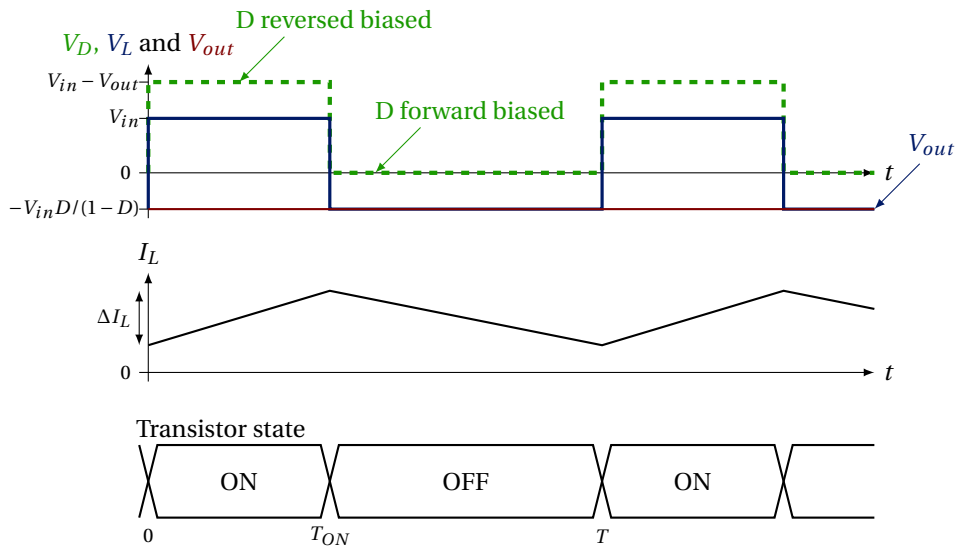 D reversed biased
V_D, V_L and V_out
V_in − V_out
D forward biased
V_in
V_out
0
t
−V_in D/(1 − D)
I_L
ΔI_L
0
t
Transistor state
ON OFF ON
0 T_ON T